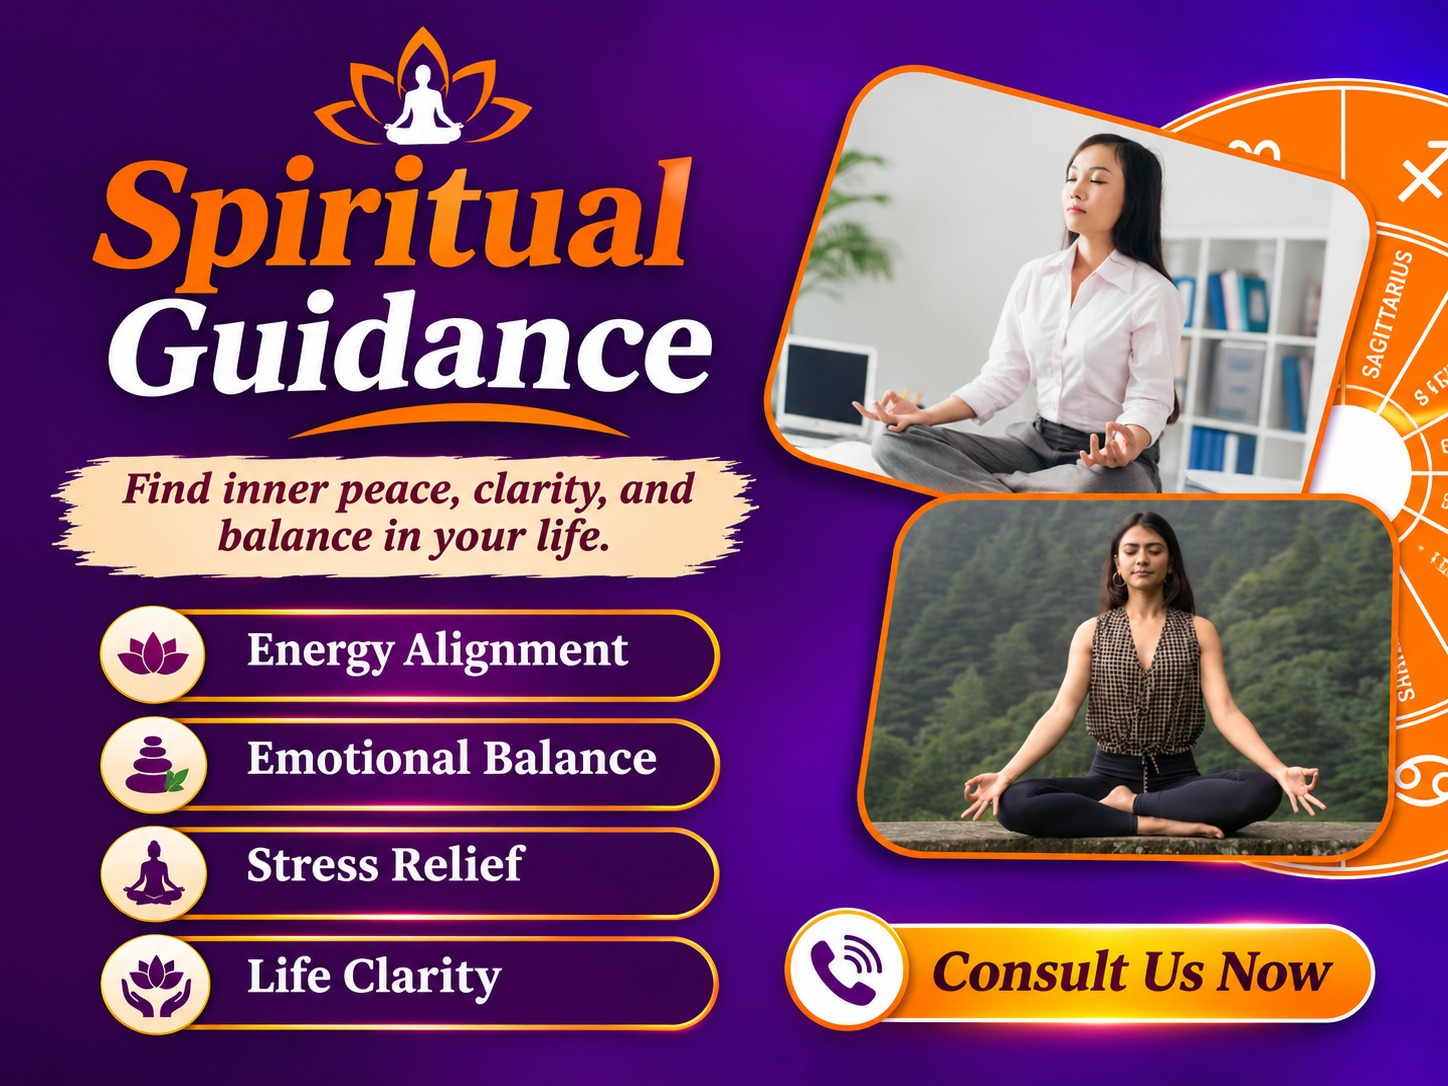 Spiritual
Guidance
Find inner peace, clarity, and
balance in your life.
Energy Alignment
Emotional Balance
Stress Relief
Life Clarity
SAGITTARIUS
Consult Us Now